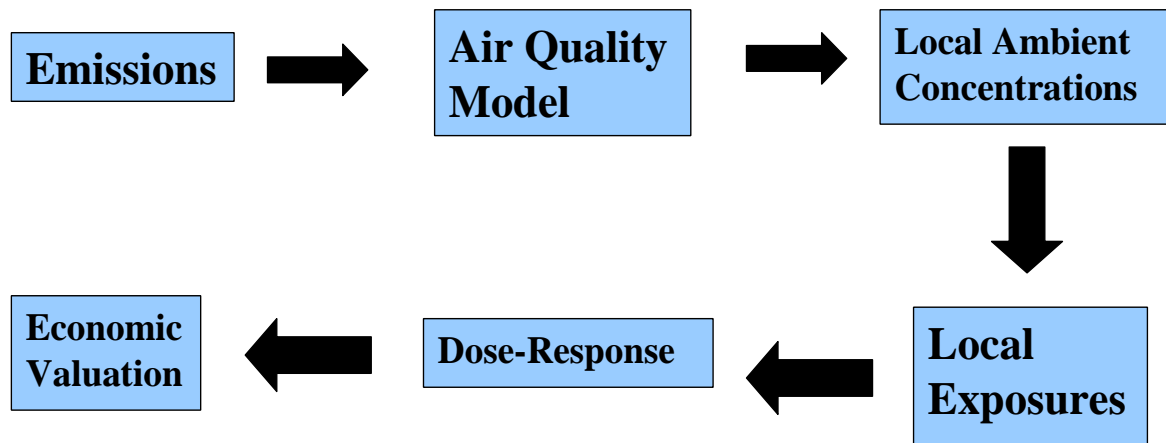 Emissions
Air Quality
Model
Local Ambient
Concentrations
Local
Exposures
Dose-Response
Economic
Valuation